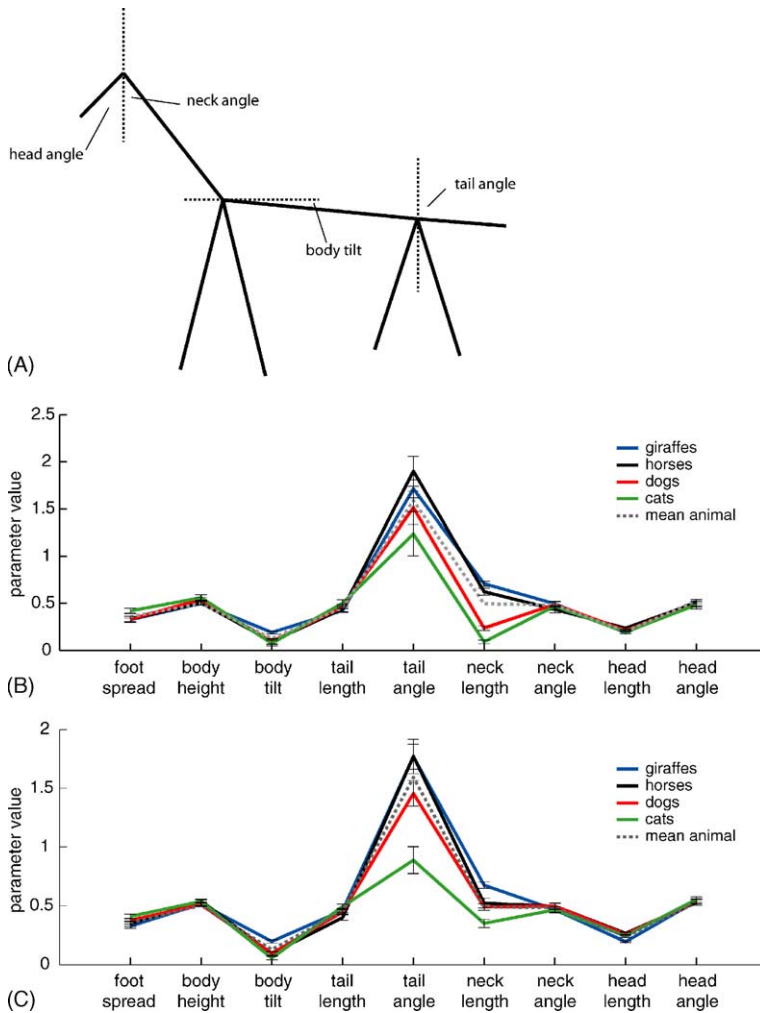 neck angle
head angle
tail angle
body tilt
(A)
2.5
2
1.5
1
0.5
0
parameter value
giraffes
horses
dogs
cats
mean animal
foot spread
body height
body tilt
tail length
tail angle
neck length
neck angle
head length
head angle
(B)
2
1.5
1
0.5
0
parameter value
giraffes
horses
dogs
cats
mean animal
foot spread
body height
body tilt
tail length
tail angle
neck length
neck angle
head length
head angle
(C)